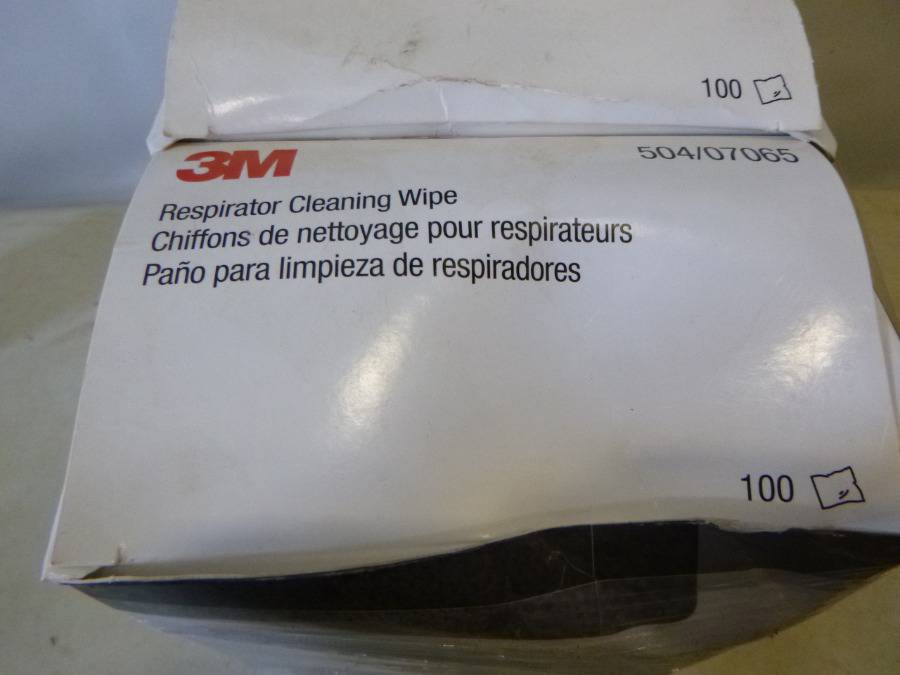 100
3M
504/07065
Respirator Cleaning Wipe
Chiffons de nettoyage pour respirateurs
Paño para limpieza de respiradores
100